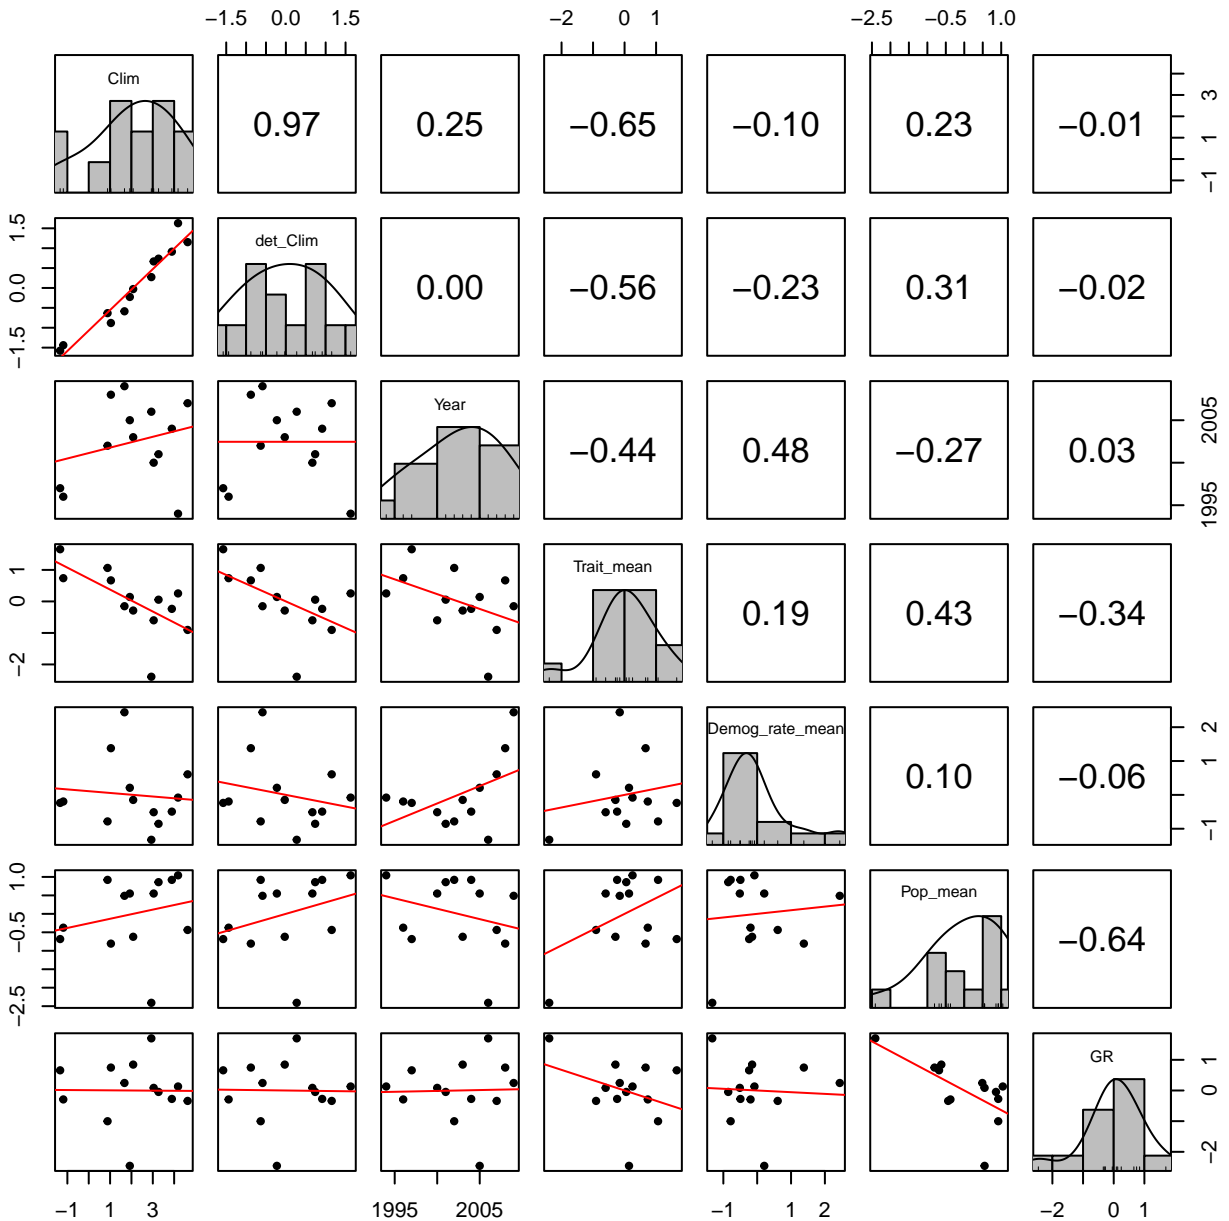 −1.5 0.0 1.5 −2 0 1 −2.5 −0.5 1.0
Clim 0.97 0.25 −0.65 −0.10 0.23 −0.01 −1 1 3
−1.5 0.0 1.5 det_Clim 0.00 −0.56 −0.23 0.31 −0.02
Year −0.44 0.48 −0.27 0.03 1995 2005
−2 0 1 Trait_mean 0.19 0.43 −0.34
Demog_rate_mean 0.10 −0.06 −1 1 2
−2.5 −0.5 1.0 Pop_mean −0.64
GR −2 0 1
−1 1 3 1995 2005 −1 1 2 −2 0 1